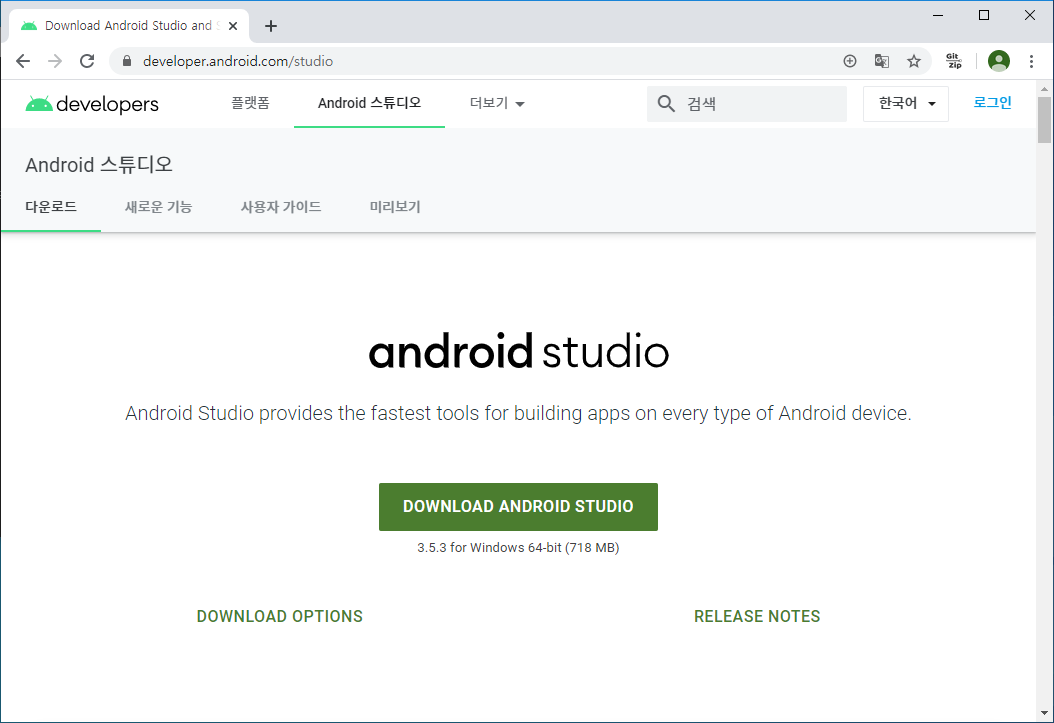 Download Android Studio and
developer.android.com/studio
Git
Zip
developers
플랫폼
Android 스튜디오
더보기
검색
한국어
로그인
Android 스튜디오
다운로드
새로운 기능
사용자 가이드
미리보기
android studio
Android Studio provides the fastest tools for building apps on every type of Android device.
DOWNLOAD ANDROID STUDIO
3.5.3 for Windows 64-bit (718 MB)
DOWNLOAD OPTIONS
RELEASE NOTES